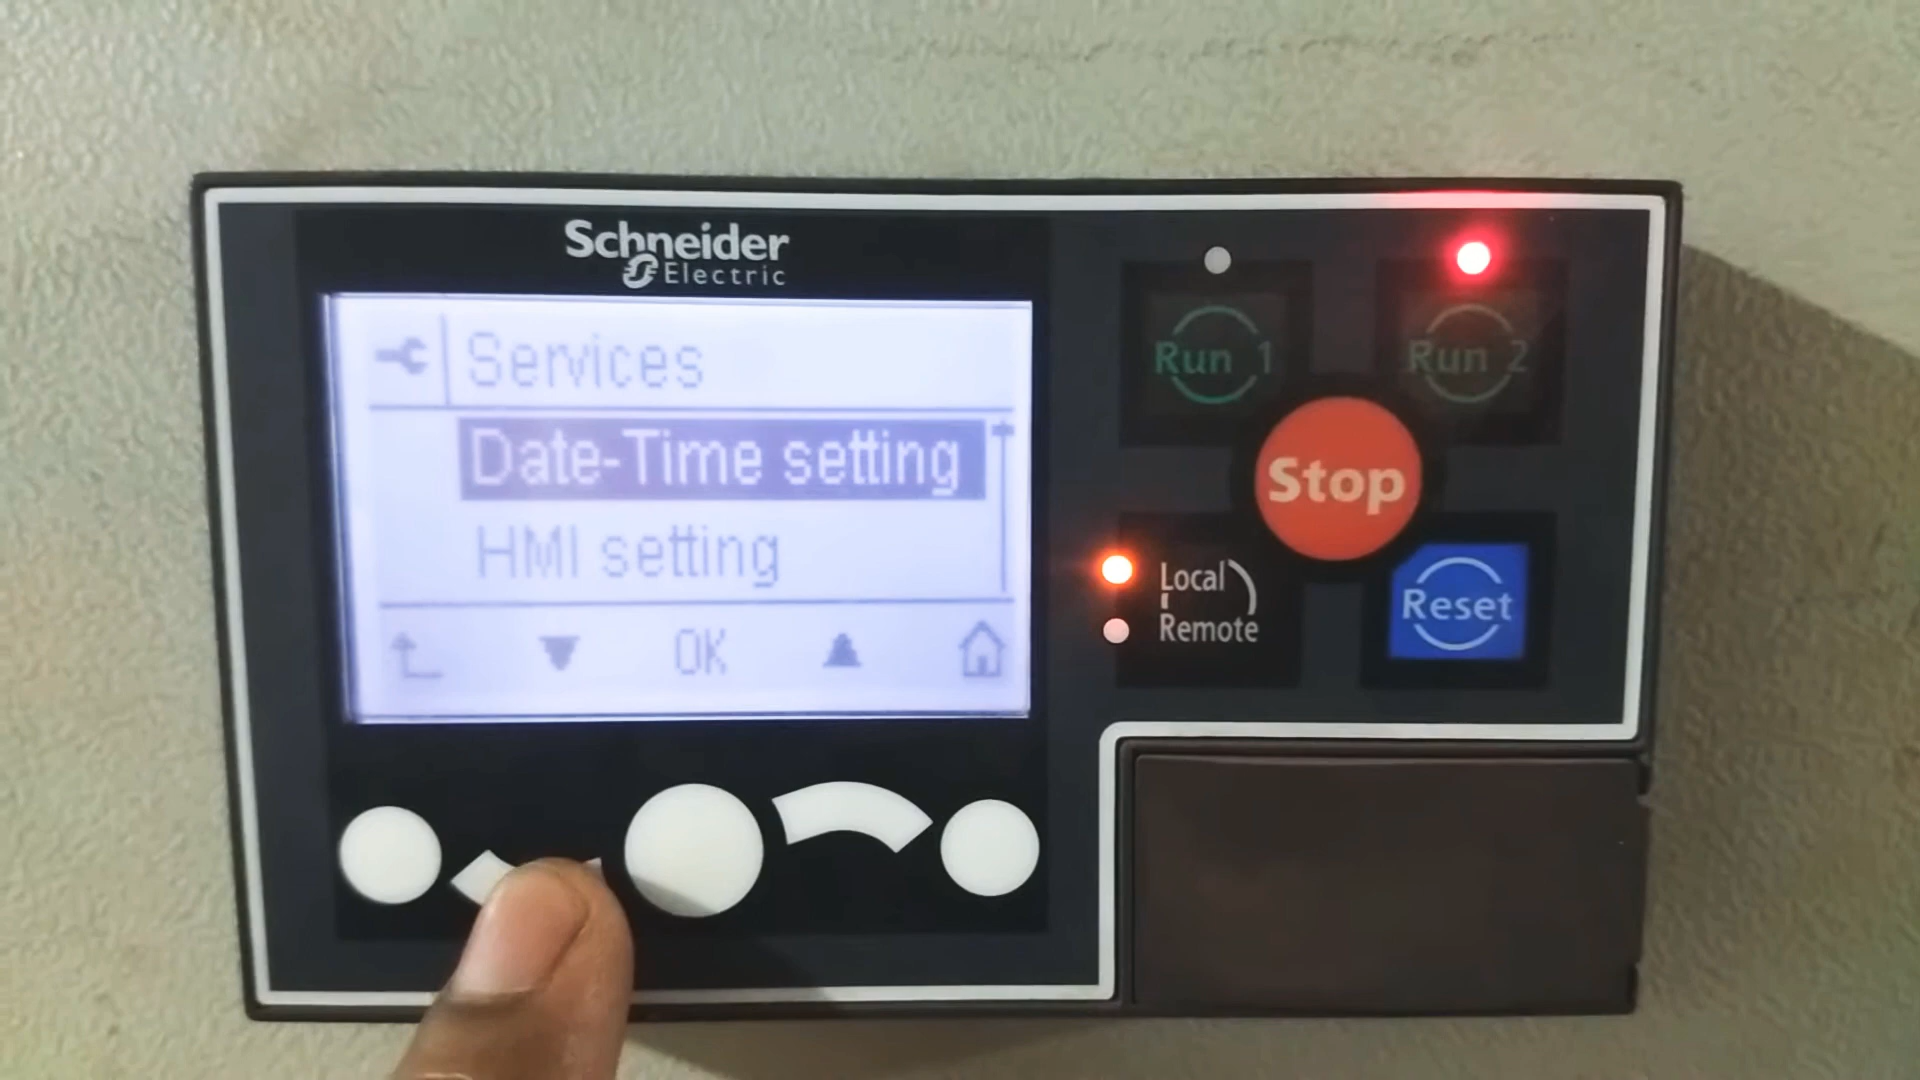 Schneider
Electric
Services
Date-Time setting
HMI setting
OK
Run 1
Run 2
Stop
Local
Remote
Reset